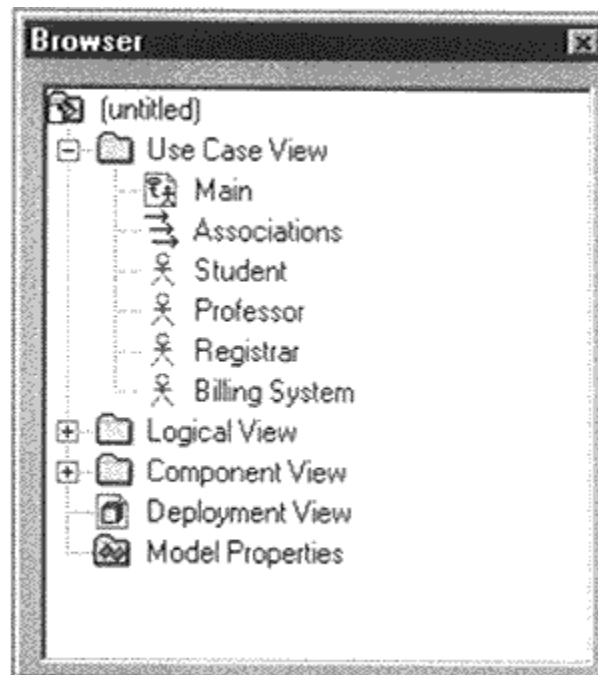 Browser
(untitled)
Use Case View
Main
Associations
Student
Professor
Registrar
Billing System
Logical View
Component View
Deployment View
Model Properties